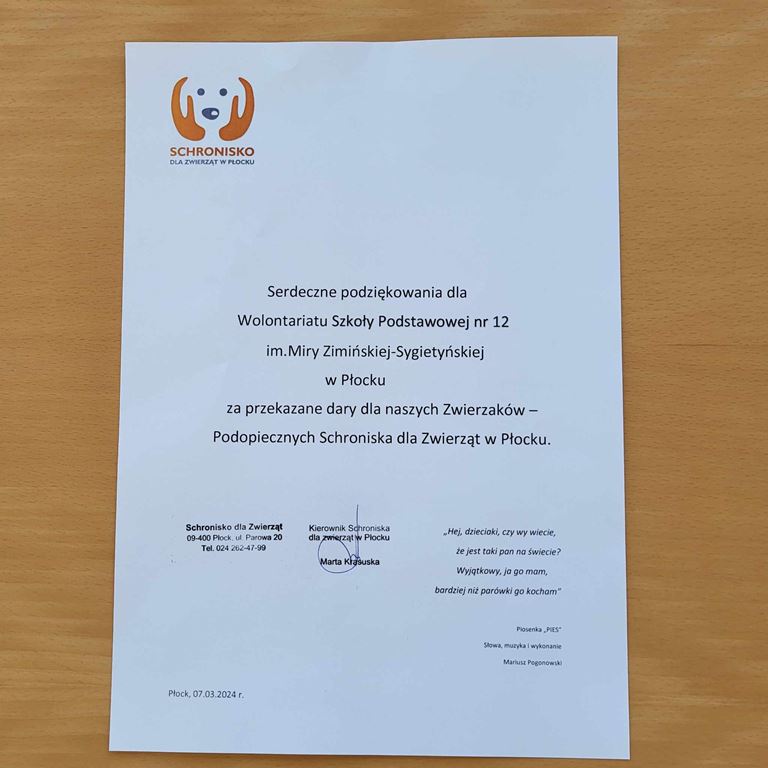 SCHRONISKO
DLA ZWIERZĄT W PŁOCKU
Serdeczne podziękowania dla
Wolontariatu Szkoły Podstawowej nr 12
im.Miry Zimińskiej-Sygietyńskiej
w Płocku
za przekazane dary dla naszych Zwierzaków –
Podopiecznych Schroniska dla Zwierząt w Płocku.
Schronisko dla Zwierząt
09-400 Płock, ul. Parowa 20
Tel. 024 262-47-99
Kierownik Schroniska
dla zwierząt w Płocku
Marta Krasuska
„Hej, dzieciaki, czy wy wiecie,
że jest taki pan na świecie?
Wyjątkowy, ja go mam,
bardziej niż parówki go kocham”
Piosenka „PIES”
Słowa, muzyka i wykonanie
Mariusz Pogonowski
Płock, 07.03.2024 r.